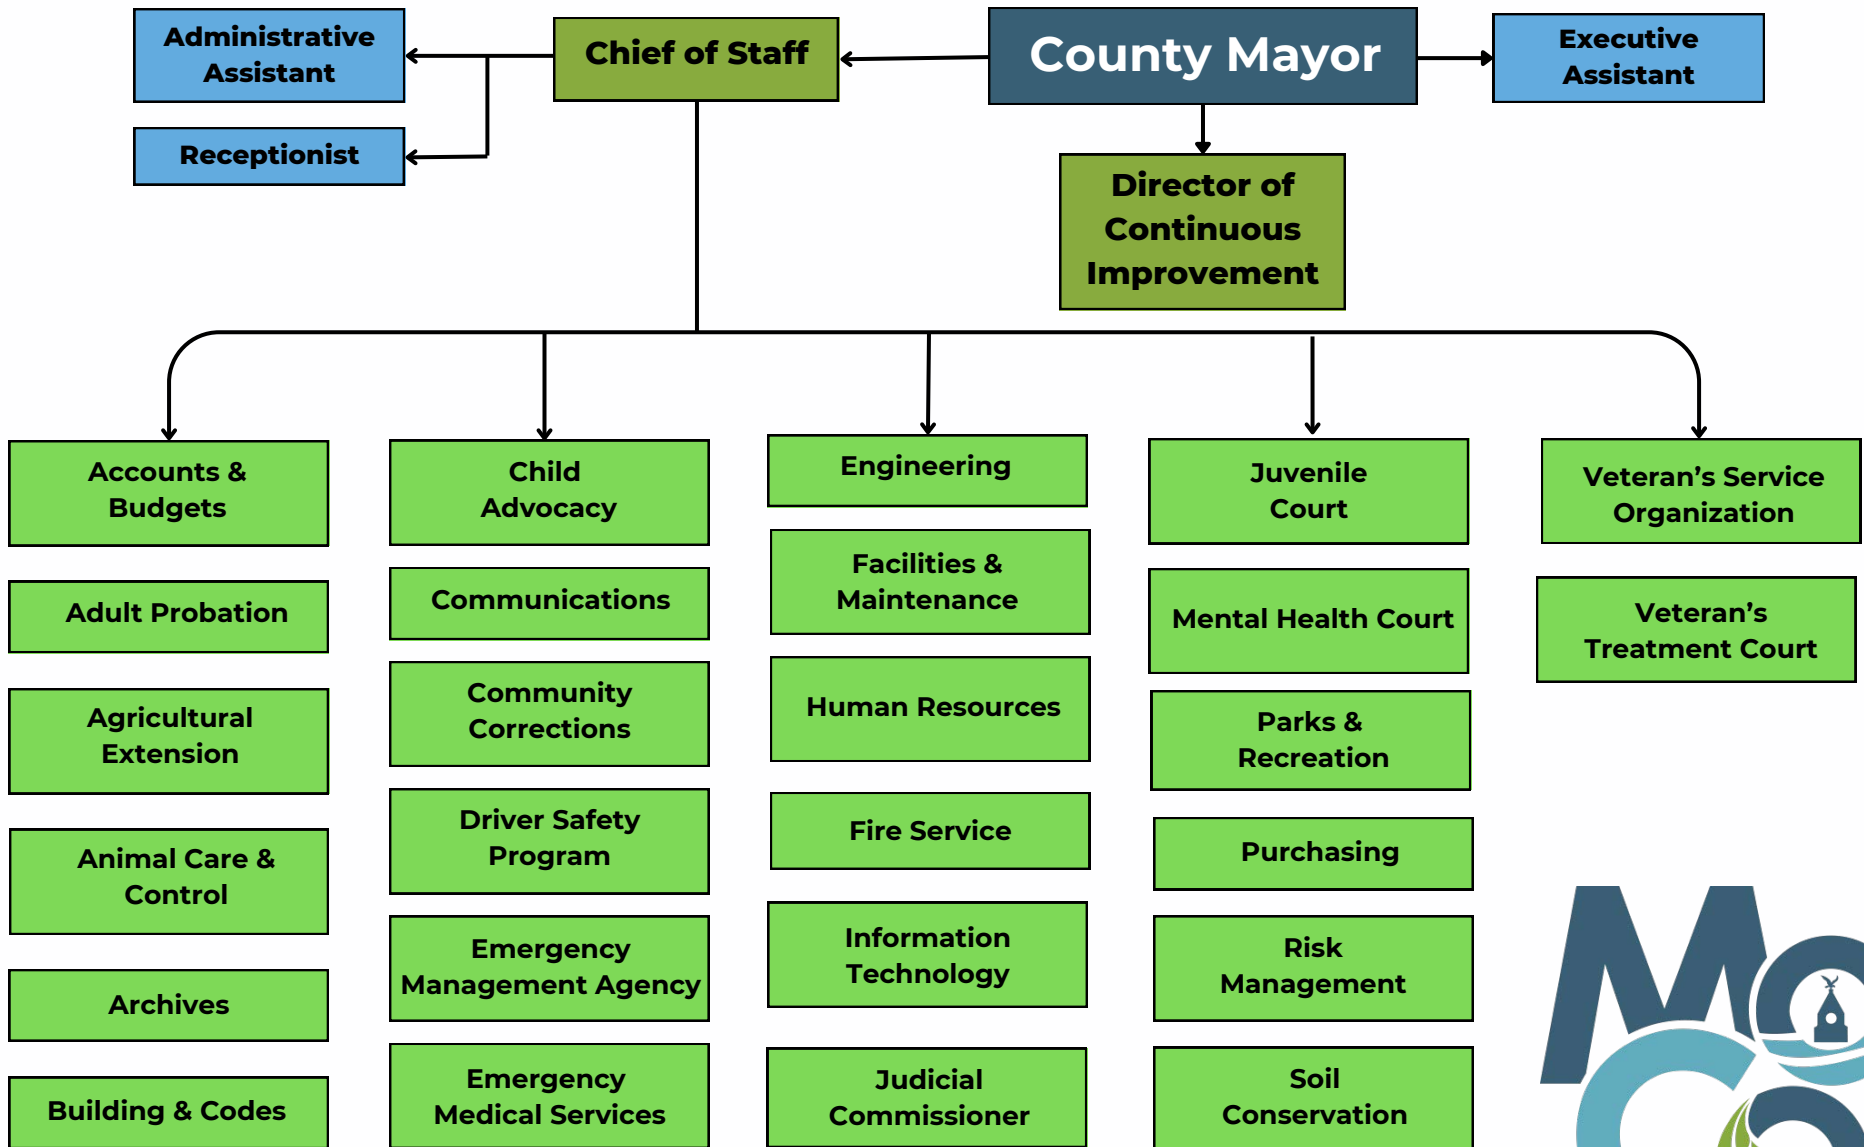 Administrative
Assistant
Chief of Staff
County Mayor
Executive
Assistant
Receptionist
Director of
Continuous
Improvement
Accounts &
Budgets
Adult Probation
Agricultural
Extension
Animal Care &
Control
Archives
Building & Codes
Child
Advocacy
Communications
Community
Corrections
Driver Safety
Program
Emergency
Management Agency
Emergency
Medical Services
Engineering
Facilities &
Maintenance
Human Resources
Fire Service
Information
Technology
Judicial
Commissioner
Juvenile
Court
Mental Health Court
Parks &
Recreation
Purchasing
Risk
Management
Soil
Conservation
Veteran’s Service
Organization
Veteran’s
Treatment Court